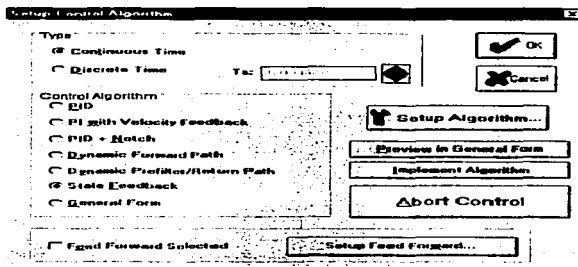 Setup Control Algorithm
Type
Continuous Time
Discrete Time
Ts:
OK
Cancel
Control Algorithm
PID
PI with Velocity Feedback
PID + Notch
Dynamic Forward Path
Dynamic Prefilter/Return Path
State Feedback
General Form
Setup Algorithm...
Preview In General Form
Implement Algorithm
Abort Control
Feed Forward Selected
Setup Feed Forward...